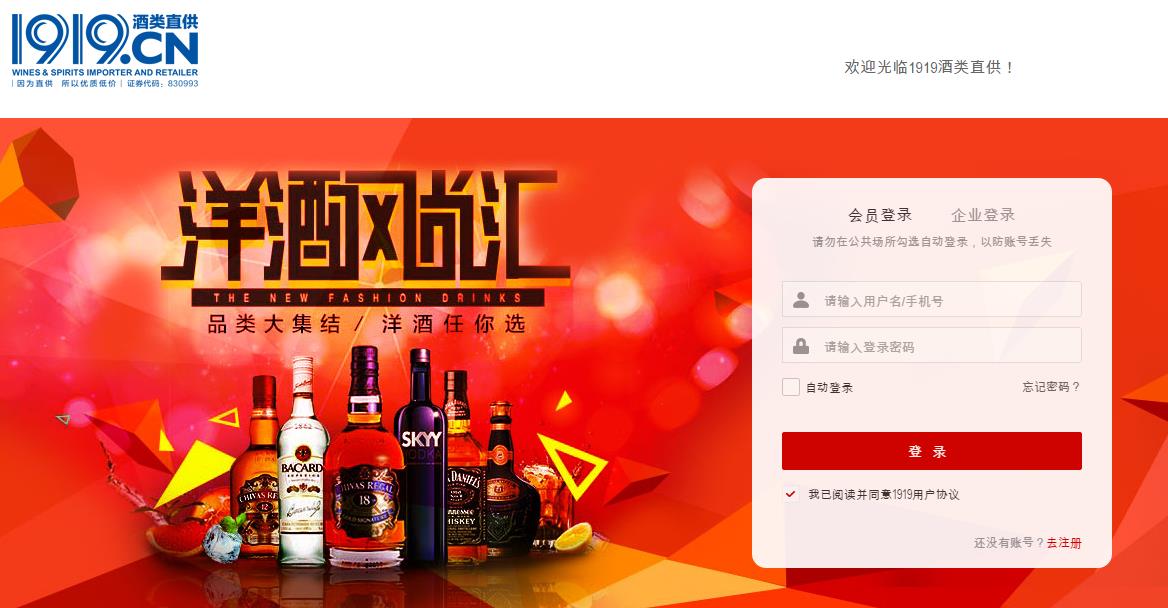 1919.CN 酒类直供
WINES & SPIRITS IMPORTER AND RETAILER
因为直供 所以优质低价 | 证券代码：830993
欢迎光临1919酒类直供！
洋酒风尚汇
THE NEW FASHION DRINKS
品类大集结 / 洋酒任你选
CHIVAS RE
12
BACARDI
CHIVAS REGAL
18
GOLD SIGNATURE
SKYY
VODKA
DANIEL'S
WHISKEY
会员登录 企业登录
请勿在公共场所勾选自动登录，以防账号丢失
请输入用户名/手机号
请输入登录密码
自动登录 忘记密码？
登 录
我已阅读并同意1919用户协议
还没有账号？去注册